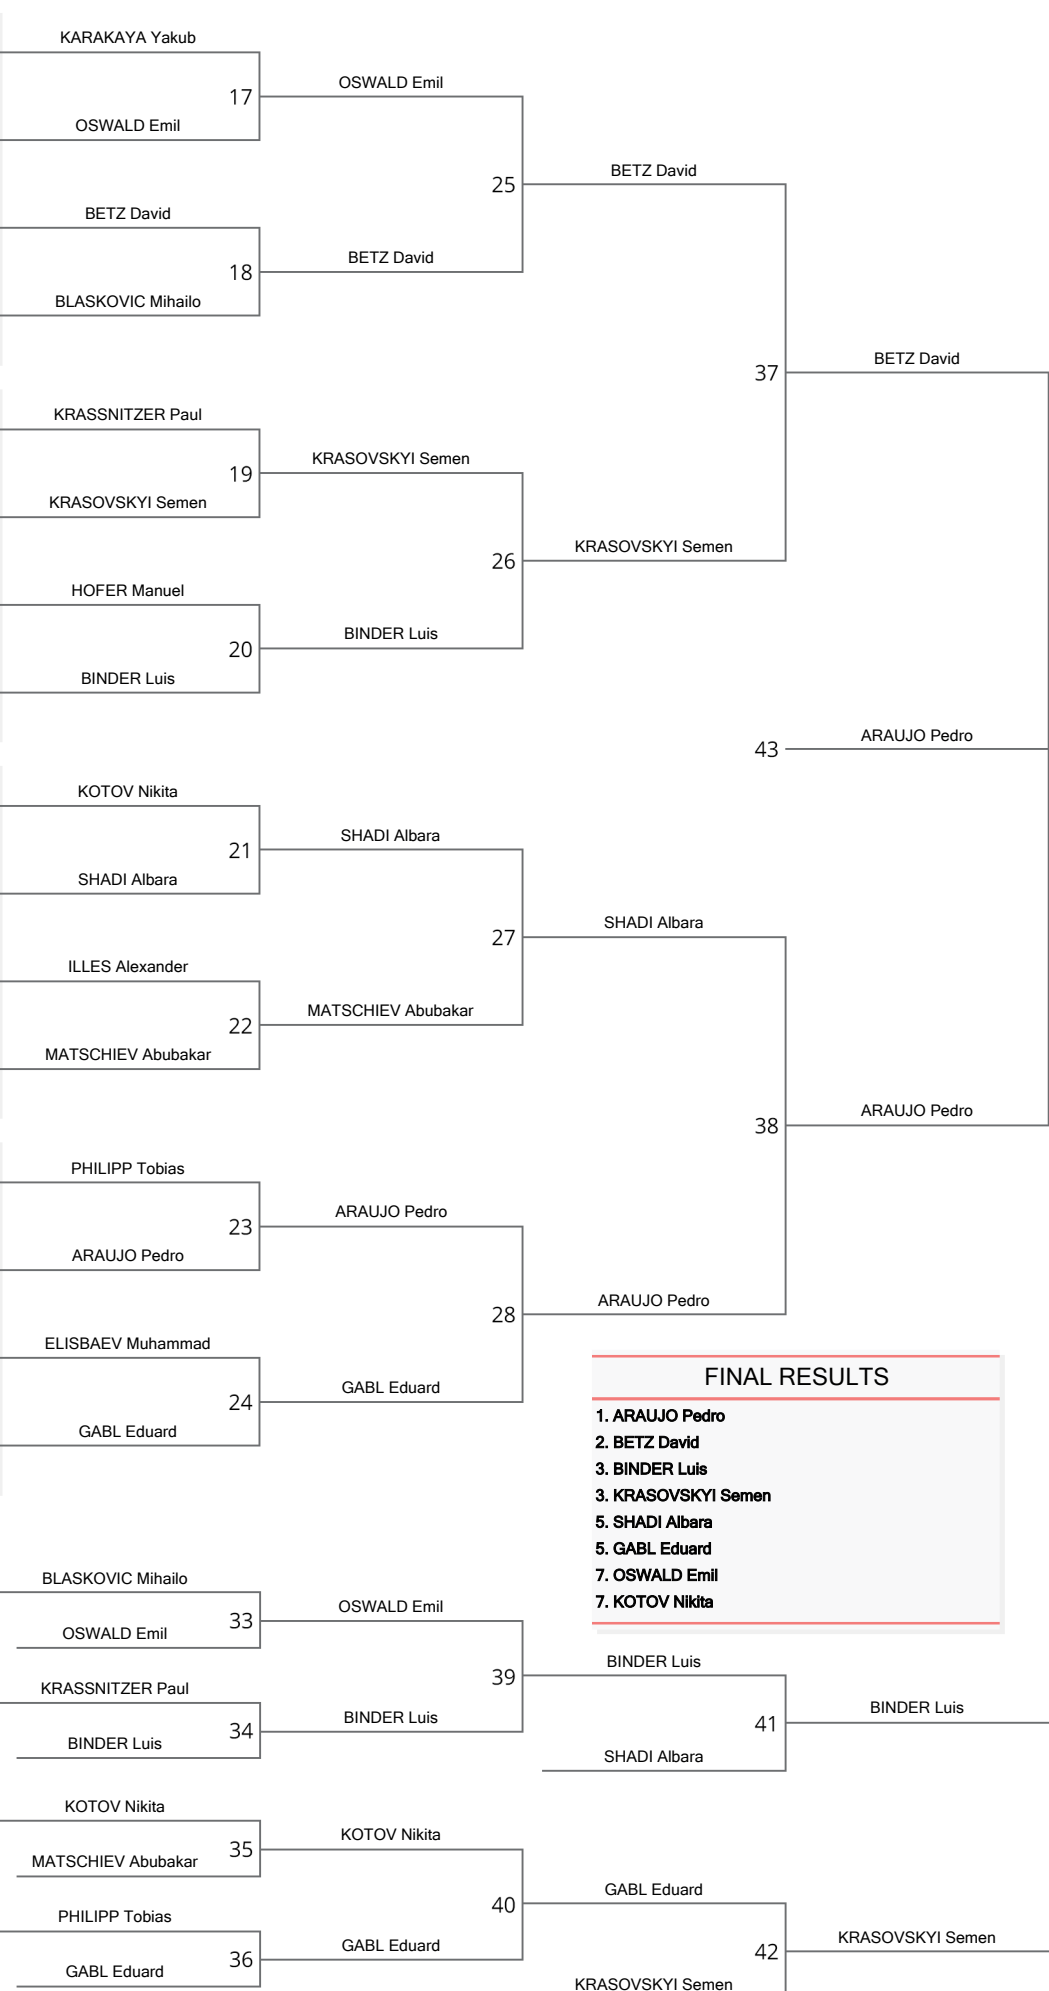 KARAKAYA Yakub
17
OSWALD Emil
OSWALD Emil
25
BETZ David
BETZ David
18
BETZ David
BLASKOVIC Mihailo
37
BETZ David
KRASSNITZER Paul
19
KRASOVSKYI Semen
KRASOVSKYI Semen
26
KRASOVSKYI Semen
HOFER Manuel
20
BINDER Luis
BINDER Luis
43
ARAUJO Pedro
KOTOV Nikita
21
SHADI Albara
SHADI Albara
27
SHADI Albara
ILLES Alexander
22
MATSCHIEV Abubakar
MATSCHIEV Abubakar
38
ARAUJO Pedro
PHILIPP Tobias
23
ARAUJO Pedro
ARAUJO Pedro
28
ARAUJO Pedro
ELISBAEV Muhammad
24
GABL Eduard
GABL Eduard
FINAL RESULTS
1. ARAUJO Pedro
2. BETZ David
3. BINDER Luis
3. KRASOVSKYI Semen
5. SHADI Albara
5. GABL Eduard
7. OSWALD Emil
7. KOTOV Nikita
BLASKOVIC Mihailo
33
OSWALD Emil
OSWALD Emil
39
BINDER Luis
KRASSNITZER Paul
34
BINDER Luis
BINDER Luis
41
BINDER Luis
SHADI Albara
KOTOV Nikita
35
KOTOV Nikita
MATSCHIEV Abubakar
40
GABL Eduard
PHILIPP Tobias
36
GABL Eduard
GABL Eduard
42
KRASOVSKYI Semen
KRASOVSKYI Semen